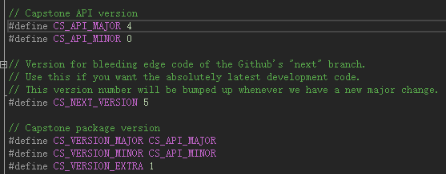 // Capstone API version
#define CS_API_MAJOR 4
#define CS_API_MINOR 0
// Version for bleeding edge code of the Github's "next" branch.
// Use this if you want the absolutely latest development code.
// This version number will be bumped up whenever we have a new major change.
#define CS_NEXT_VERSION 5
// Capstone package version
#define CS_VERSION_MAJOR CS_API_MAJOR
#define CS_VERSION_MINOR CS_API_MINOR
#define CS_VERSION_EXTRA 1